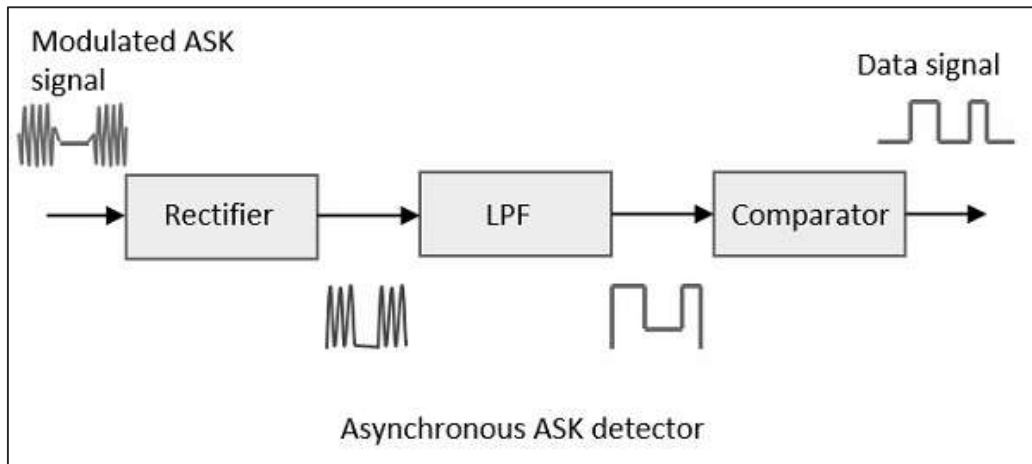 Modulated ASK
signal
Data signal
Rectifier
LPF
Comparator
Asynchronous ASK detector